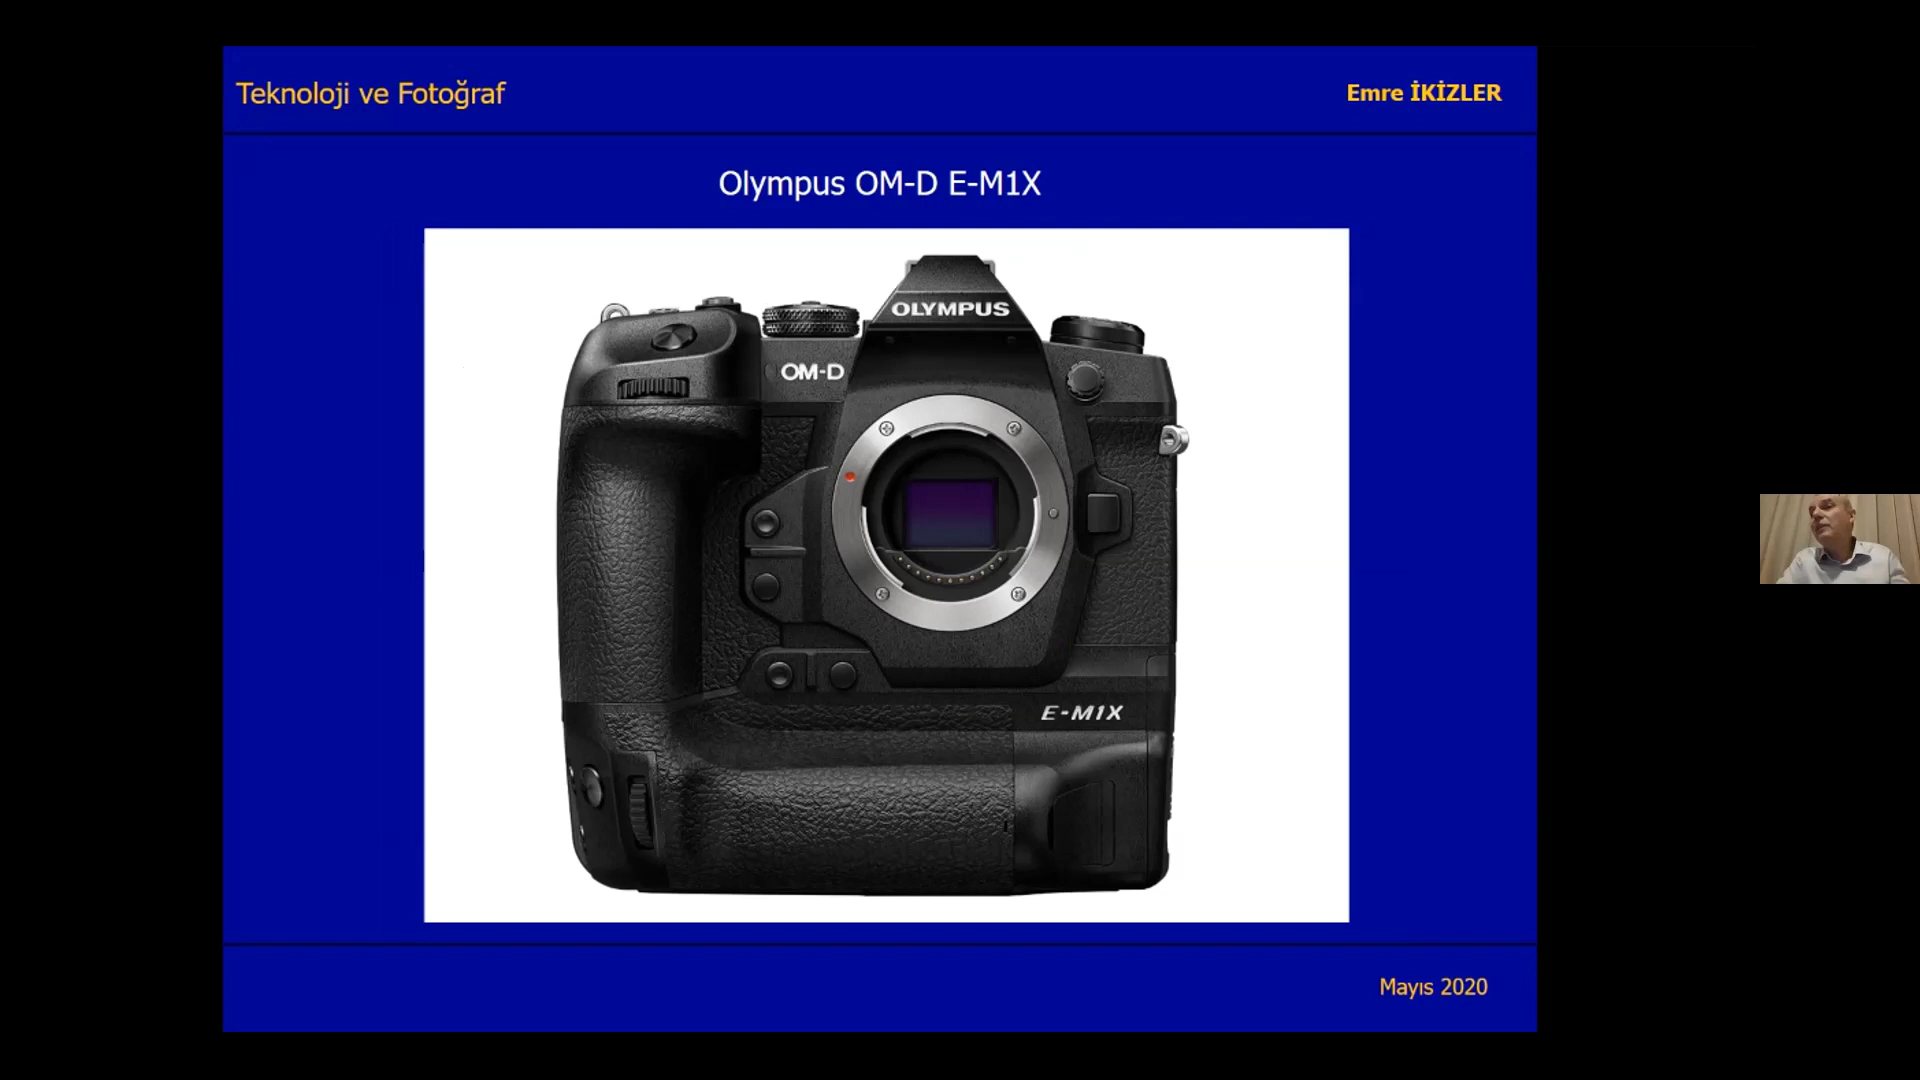 Teknoloji ve Fotoğraf
Emre İKİZLER
Olympus OM-D E-M1X
OLYMPUS
OM-D
E-M1X
Mayıs 2020